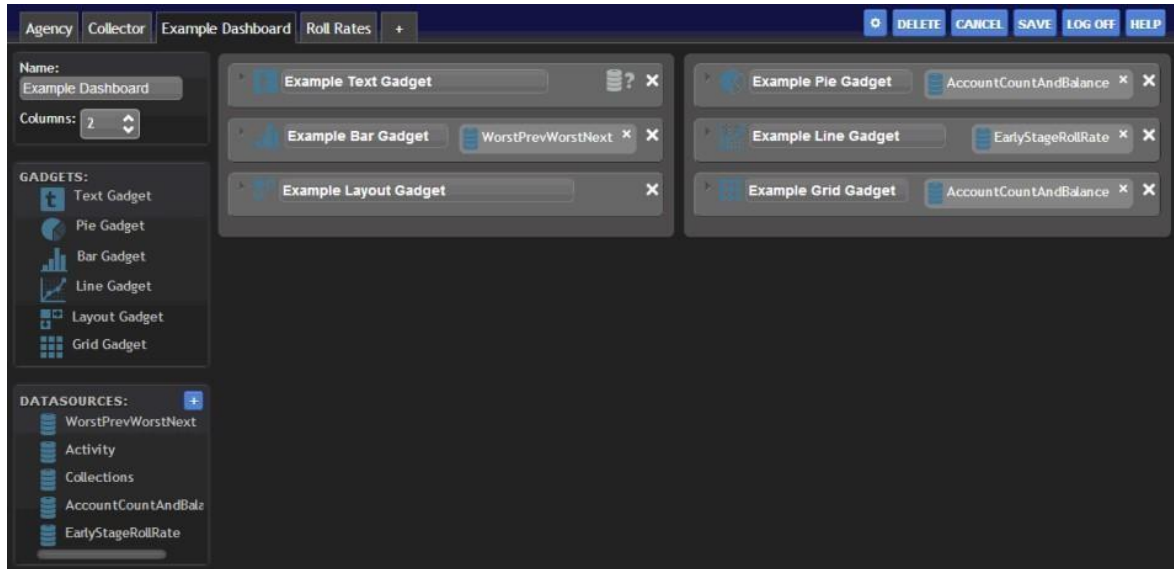 Agency Collector Example Dashboard Roll Rates +
DELETE CANCEL SAVE LOG OFF HELP
Name:
Example Dashboard
Columns: 2
GADGETS:
t Text Gadget
Pie Gadget
Bar Gadget
Line Gadget
Layout Gadget
Grid Gadget
DATASOURCES: +
WorstPrevWorstNext
Activity
Collections
AccountCountAndBala
EarlyStageRollRate
Example Text Gadget ? ×
Example Bar Gadget WorstPrevWorstNext × ×
Example Layout Gadget ×
Example Pie Gadget AccountCountAndBalance × ×
Example Line Gadget EarlyStageRollRate × ×
Example Grid Gadget AccountCountAndBalance × ×